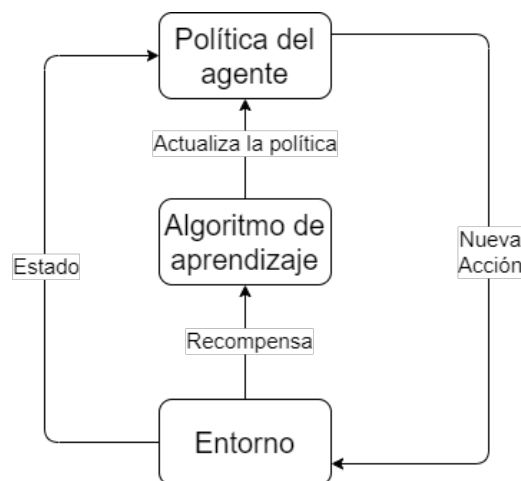 Política del
agente
Actualiza la política
Algoritmo de
aprendizaje
Estado
Nueva
Acción
Recompensa
Entorno